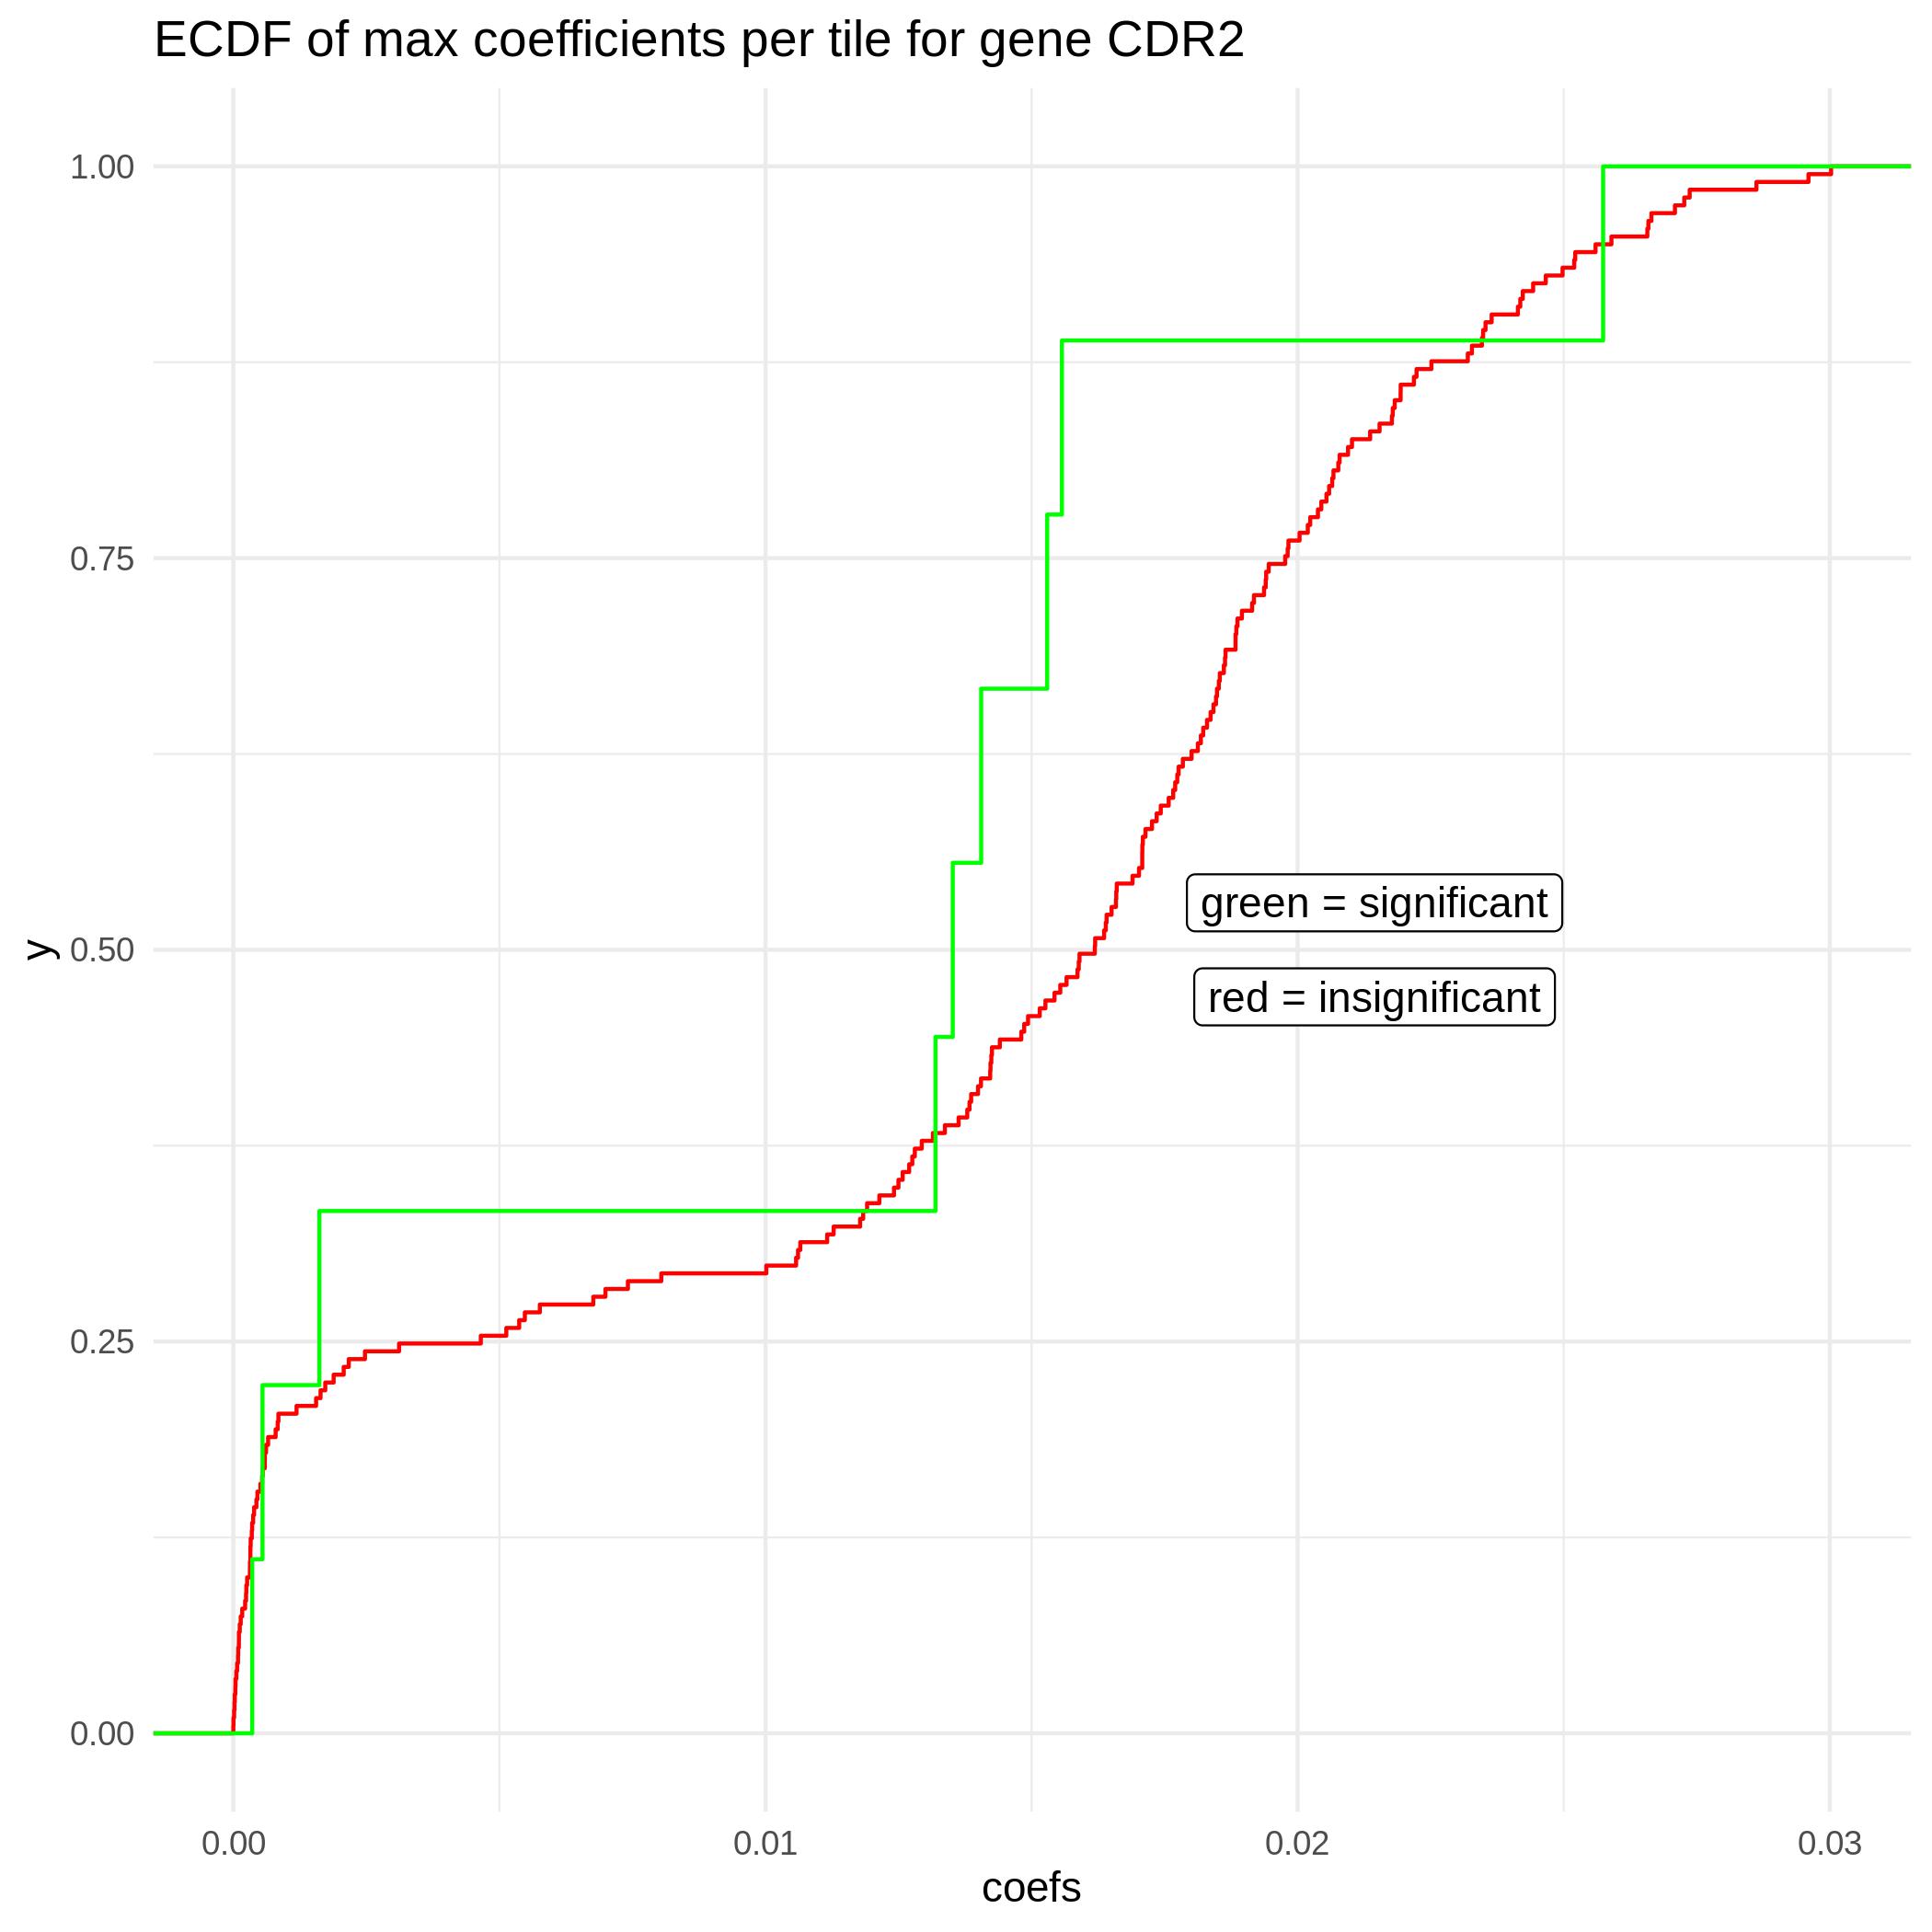 ECDF of max coefficients per tile for gene CDR2
1.00
0.75
0.50
0.25
0.00
y
green = significant
red = insignificant
0.00 0.01 0.02 0.03
coefs